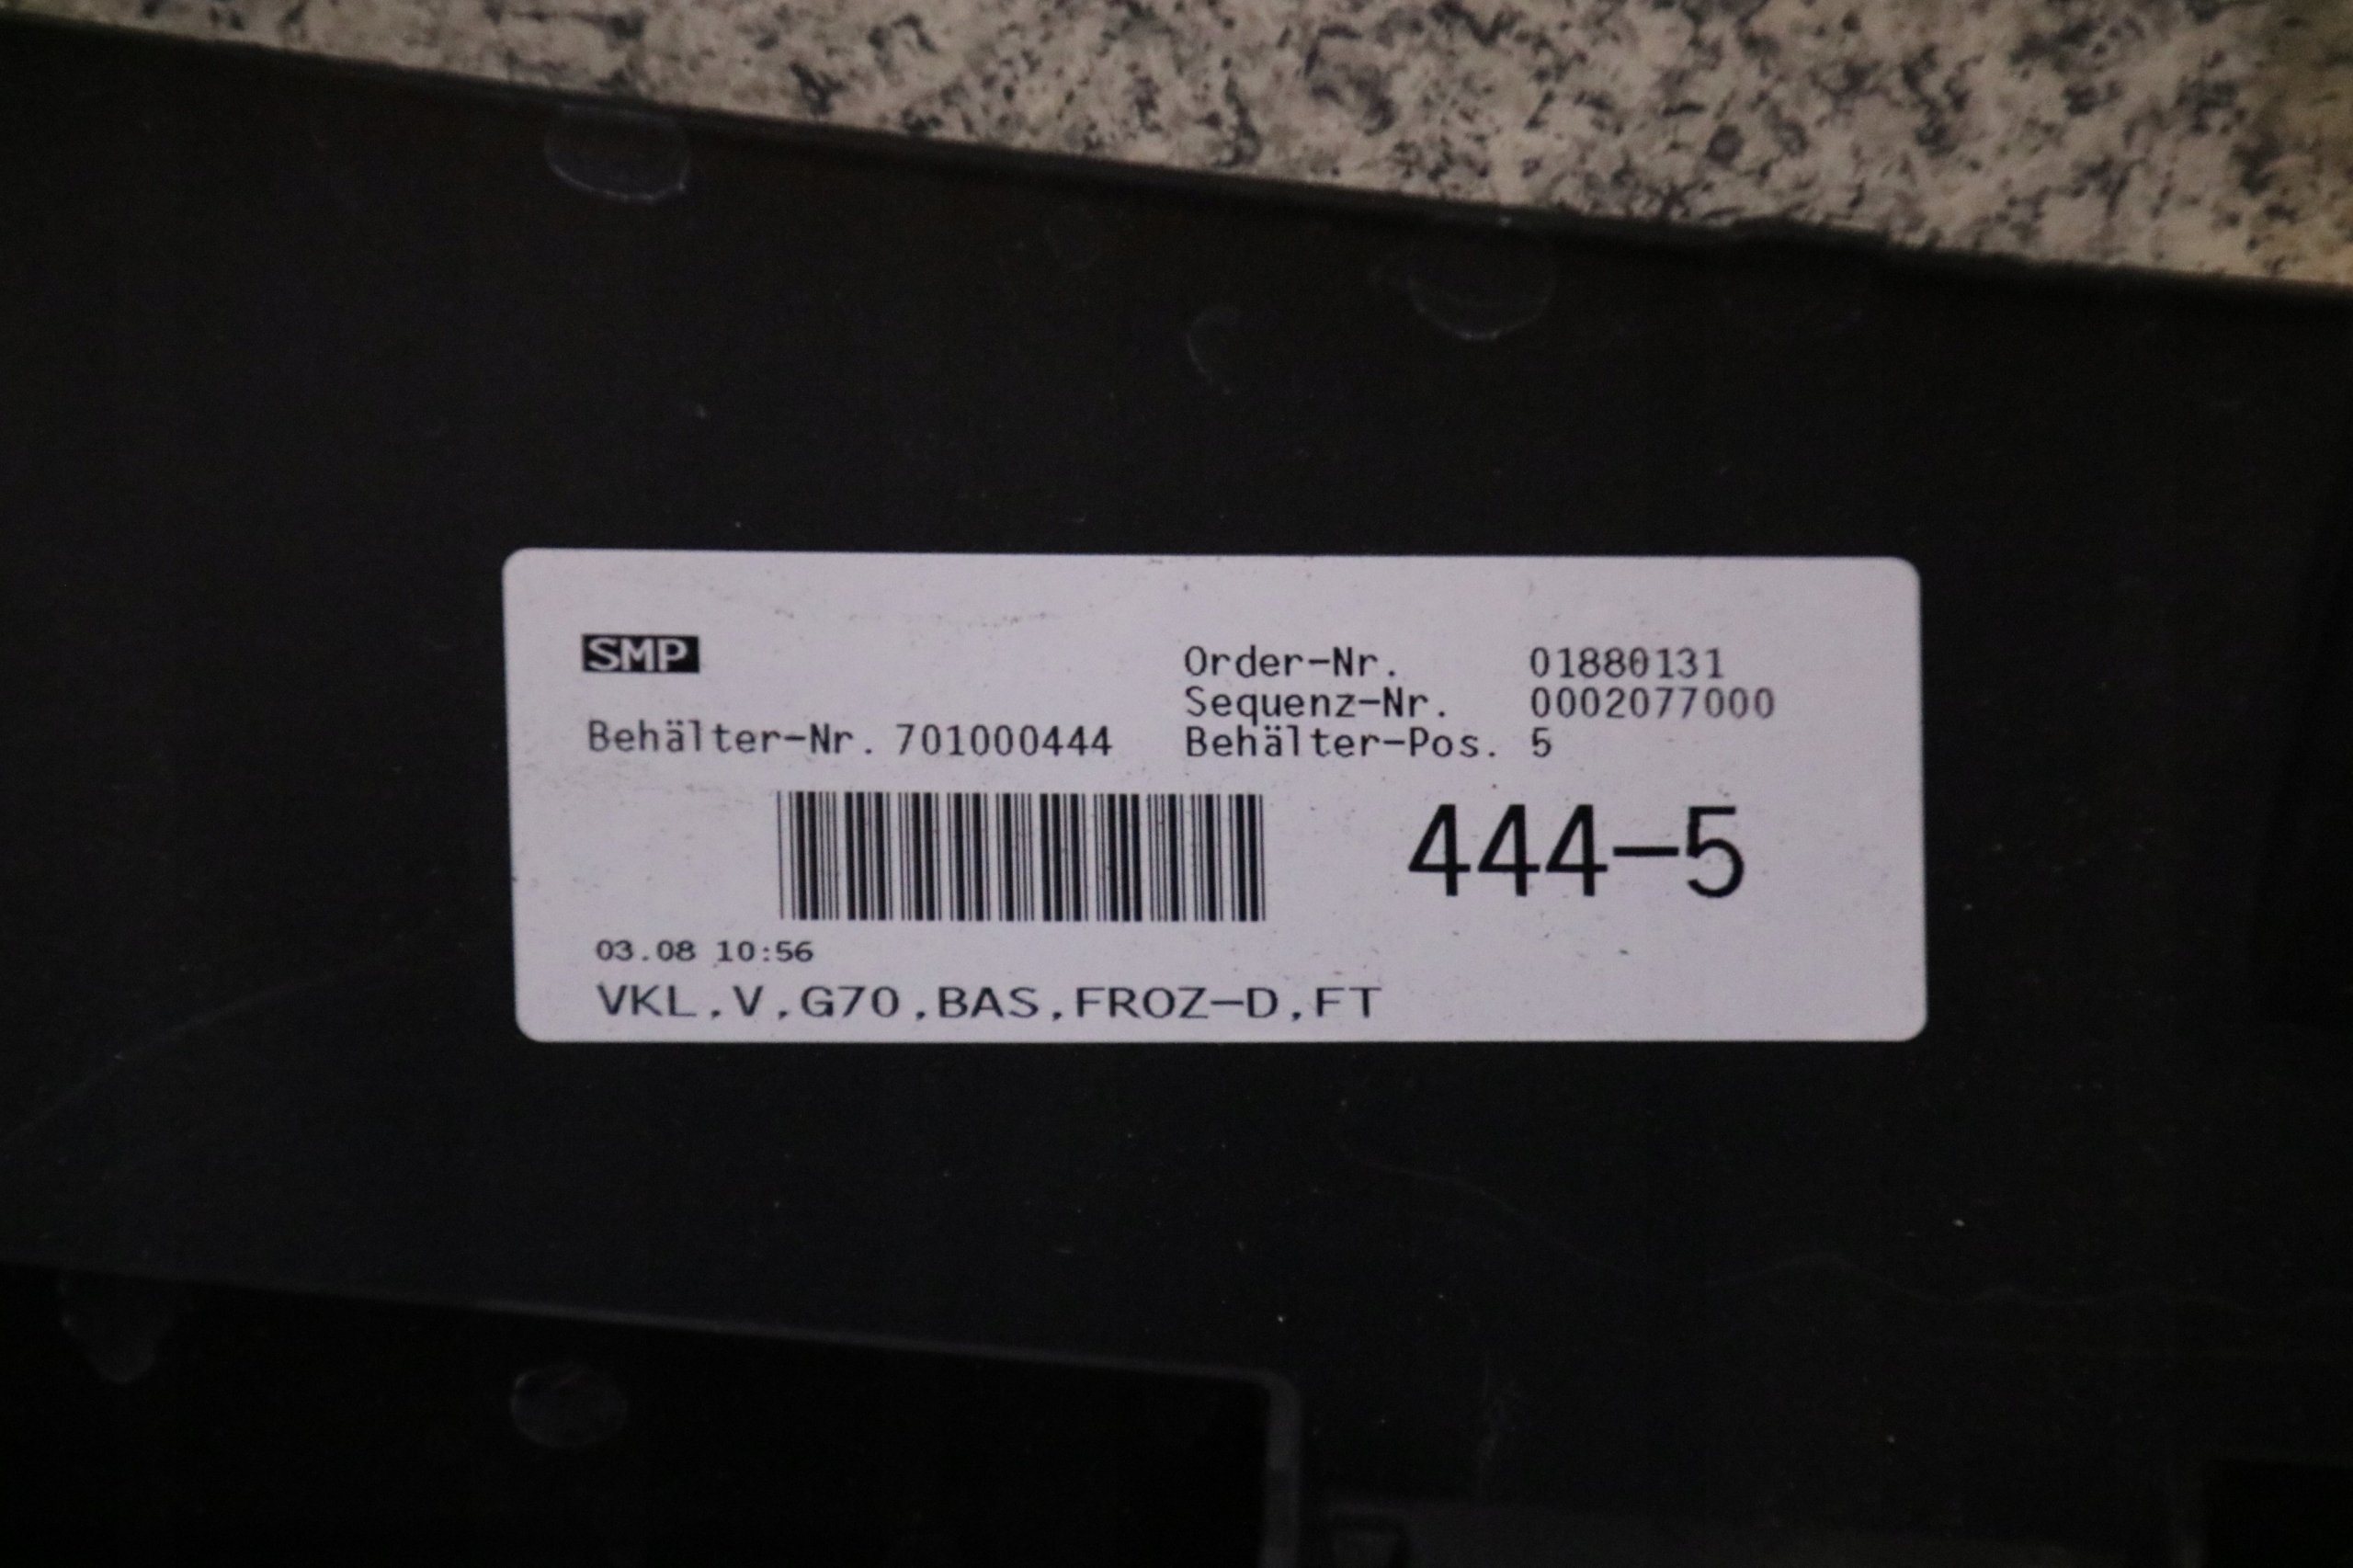 SMP
Order-Nr. 01880131
Sequenz-Nr. 0002077000
Behälter-Nr. 701000444 Behälter-Pos. 5
444-5
03.08 10:56
VKL,V,G70,BAS,FROZ-D,FT